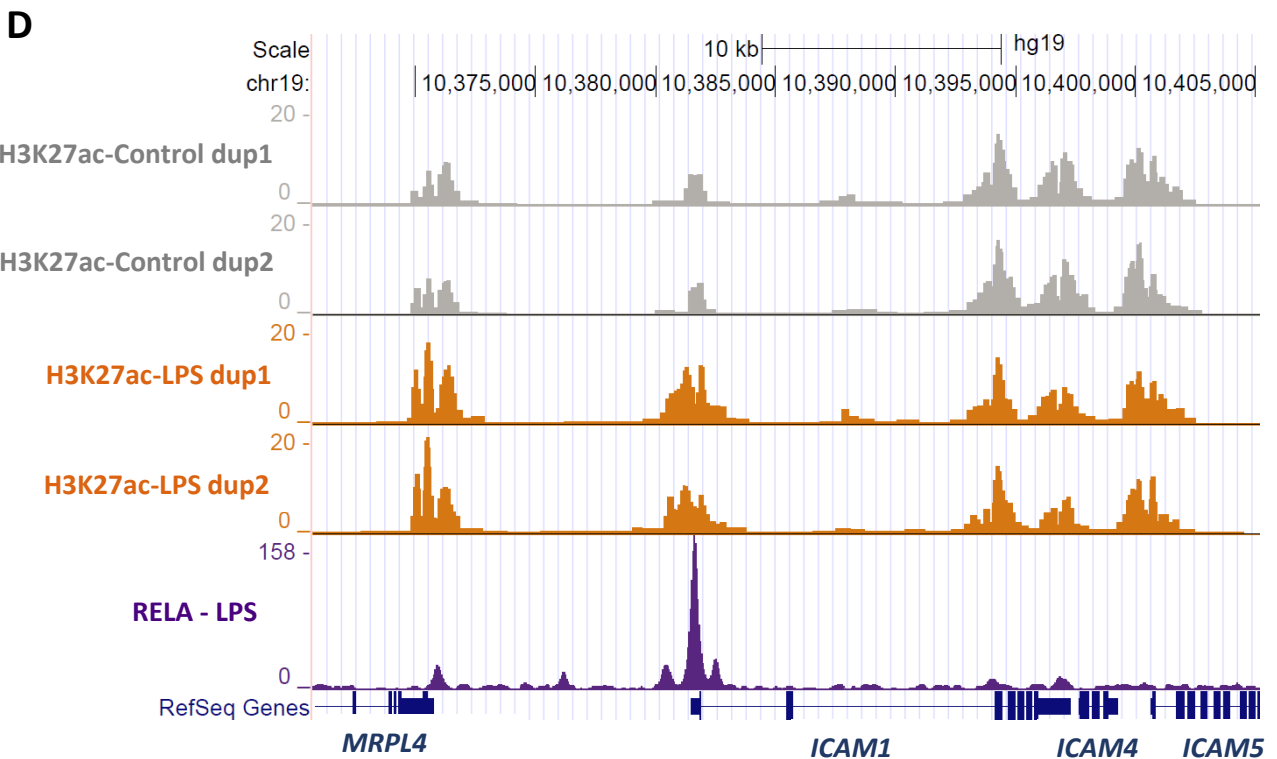 D
Scale 10 kb hg19
chr19: 10,375,000 10,380,000 10,385,000 10,390,000 10,395,000 10,400,000 10,405,000
20 -
H3K27ac-Control dup1
0 _
20 -
H3K27ac-Control dup2
0 _
20 -
H3K27ac-LPS dup1
0 _
20 -
H3K27ac-LPS dup2
0 _
158 -
RELA - LPS
0 _
RefSeq Genes
MRPL4 ICAM1 ICAM4 ICAM5